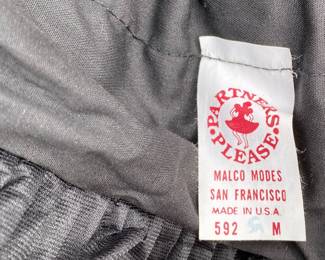 PARTNERS
• PLEASE •
MALCO MODES
SAN FRANCISCO
MADE IN U.S.A.
592 M